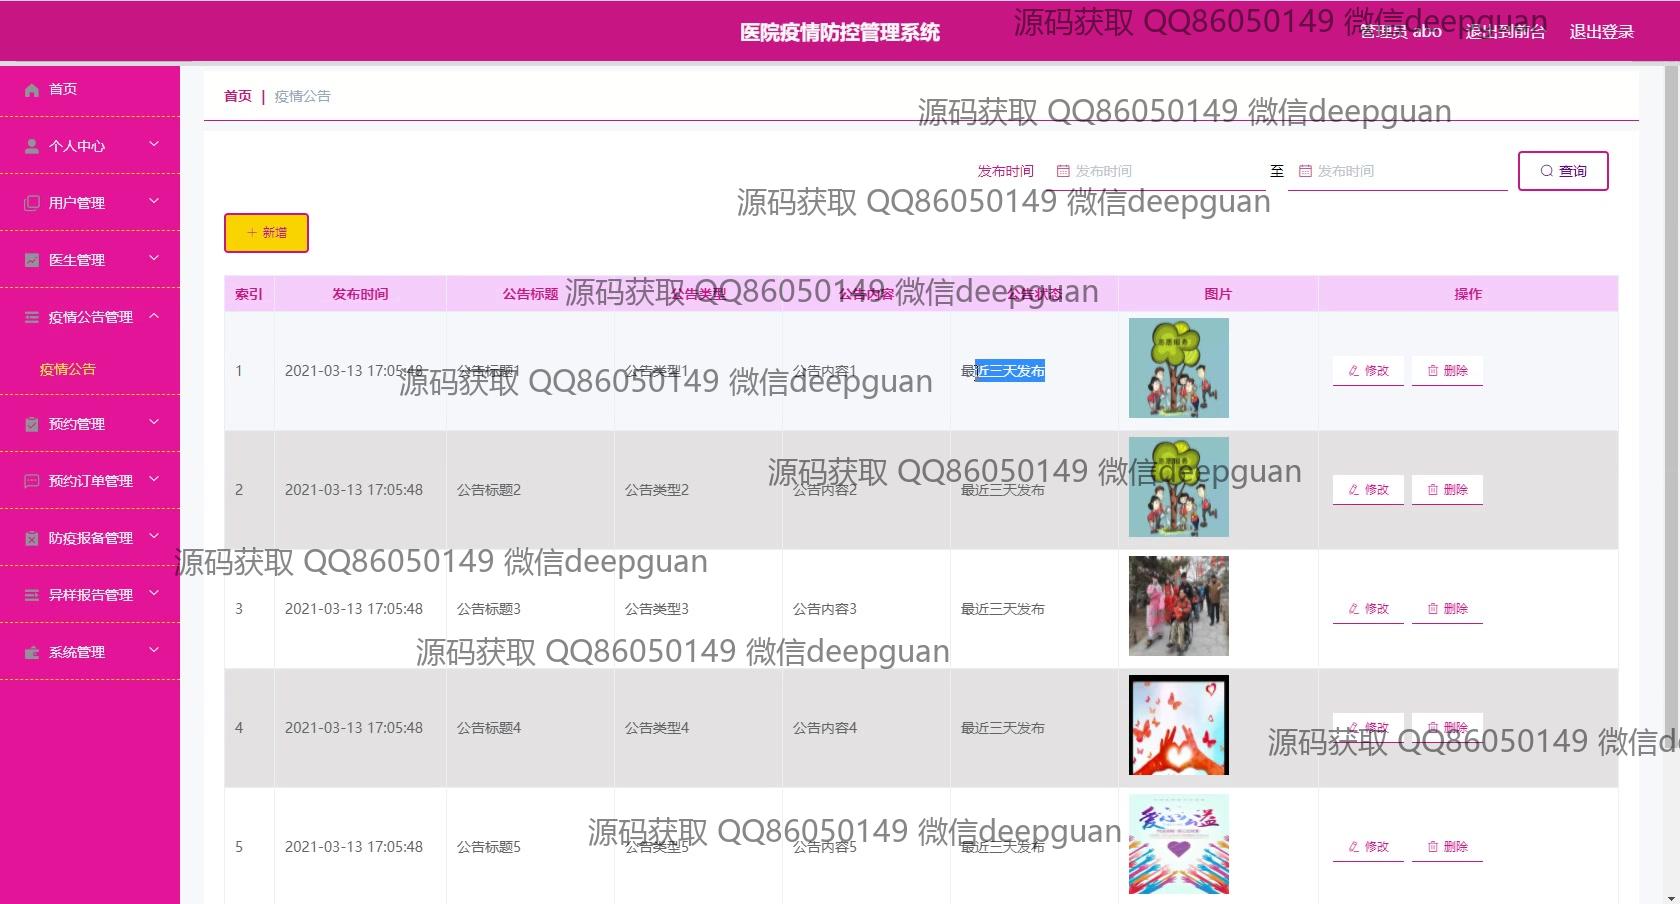 医院疫情防控管理系统
管理员 abo 退出到前台 退出登录
源码获取 QQ86050149 微信deepguan
首页
个人中心
用户管理
医生管理
疫情公告管理
疫情公告
预约管理
预约订单管理
防疫报备管理
异样报告管理
系统管理
首页 | 疫情公告
源码获取 QQ86050149 微信deepguan
发布时间 发布时间 至 发布时间 查询
源码获取 QQ86050149 微信deepguan
新增
索引 发布时间 公告标题 公告类型 公告内容 公告状态 图片 操作
源码获取 QQ86050149 微信deepguan
1 2021-03-13 17:05:48 公告标题1 公告类型1 公告内容1 最近三天发布 修改 删除
源码获取 QQ86050149 微信deepguan
2 2021-03-13 17:05:48 公告标题2 公告类型2 公告内容2 最近三天发布 修改 删除
源码获取 QQ86050149 微信deepguan
源码获取 QQ86050149 微信deepguan
3 2021-03-13 17:05:48 公告标题3 公告类型3 公告内容3 最近三天发布 修改 删除
源码获取 QQ86050149 微信deepguan
4 2021-03-13 17:05:48 公告标题4 公告类型4 公告内容4 最近三天发布 修改 删除
源码获取 QQ86050149 微信d
5 2021-03-13 17:05:48 公告标题5 公告类型5 公告内容5 最近三天发布 爱心公益 修改 删除
源码获取 QQ86050149 微信deepguan